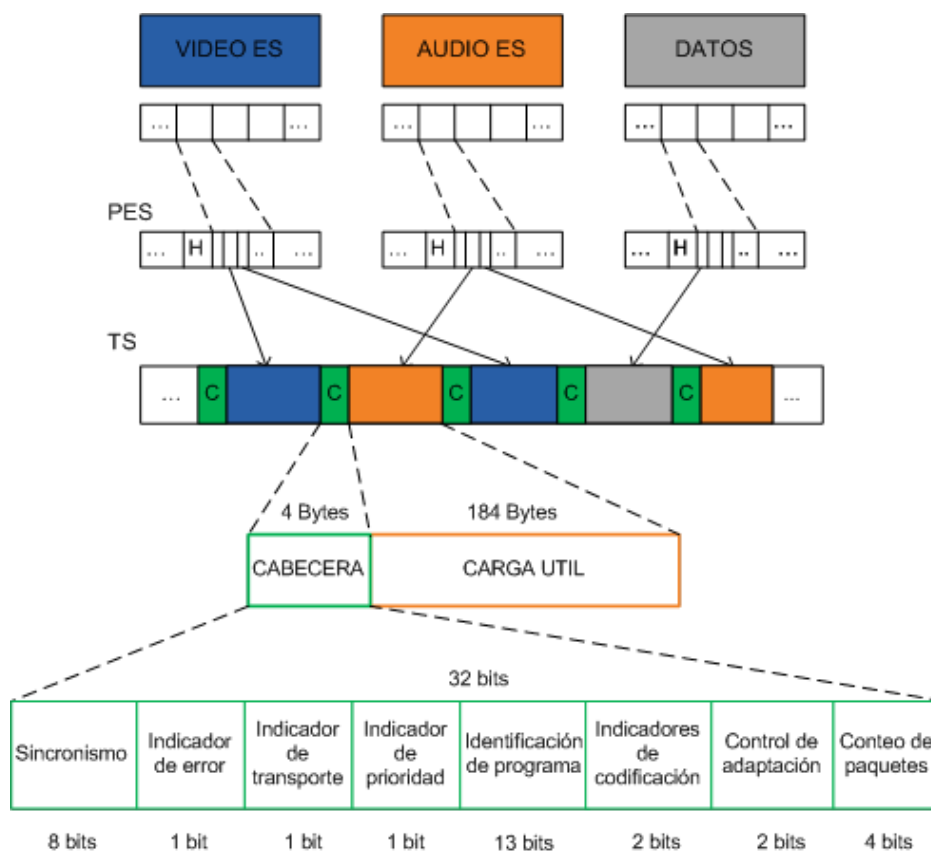 VIDEO ES AUDIO ES DATOS
... ... ... ... ... ...
PES
... H .. ... ... H .. ... ... H .. ...
TS
... C C C C C ...
4 Bytes 184 Bytes
CABECERA CARGA UTIL
32 bits
Sincronismo
Indicador
de error
Indicador
de
transporte
Indicador
de
prioridad
Identificación
de programa
Indicadores
de
codificación
Control de
adaptación
Conteo de
paquetes
8 bits 1 bit 1 bit 1 bit 13 bits 2 bits 2 bits 4 bits